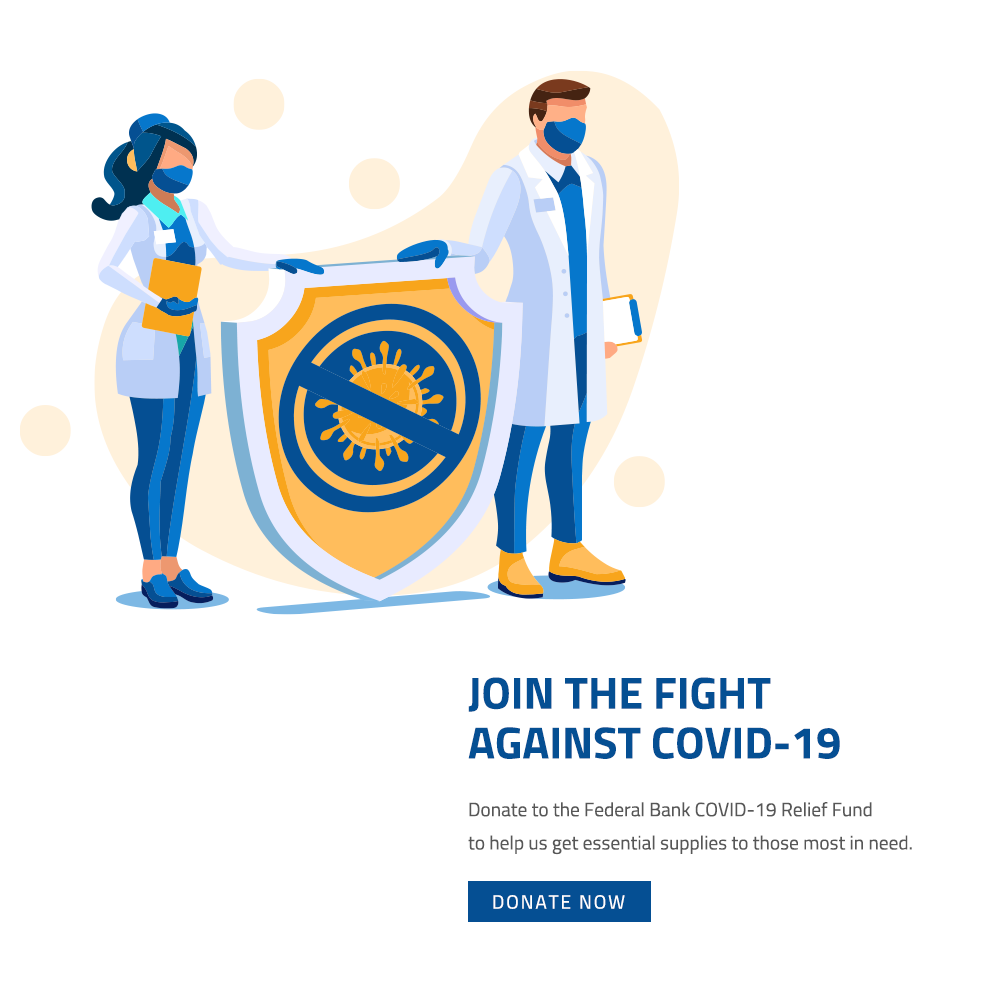 JOIN THE FIGHT
AGAINST COVID-19
Donate to the Federal Bank COVID-19 Relief Fund
to help us get essential supplies to those most in need.
DONATE NOW